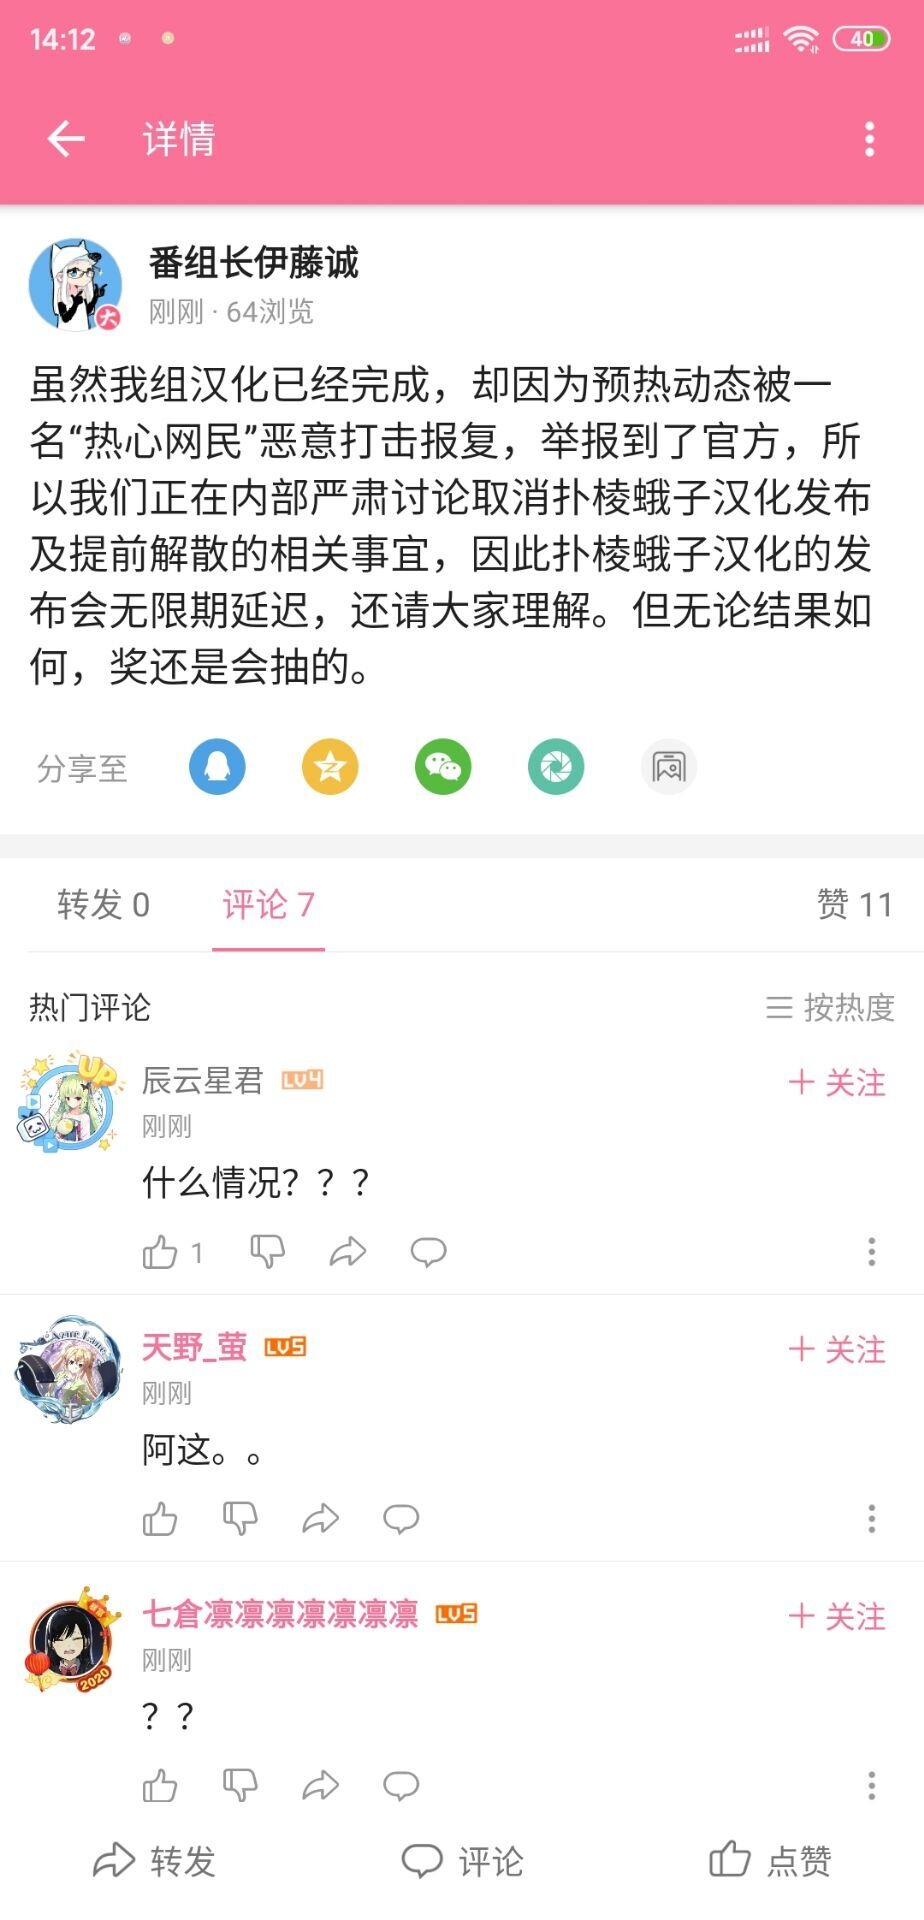 14:12
40
详情
番组长伊藤诚
刚刚 · 64浏览
虽然我组汉化已经完成，却因为预热动态被一
名“热心网民”恶意打击报复，举报到了官方，所
以我们正在内部严肃讨论取消扑棱蛾子汉化发布
及提前解散的相关事宜，因此扑棱蛾子汉化的发
布会无限期延迟，还请大家理解。但无论结果如
何，奖还是会抽的。
分享至
转发 0
评论 7
赞 11
热门评论
按热度
UP
辰云星君 LV4
+ 关注
刚刚
什么情况？？？
1
Azure Lane
天野_萤 LV5
+ 关注
刚刚
阿这。。
七倉凛凛凛凛凛凛凛 LV5
+ 关注
刚刚
2020
？？
转发
评论
点赞